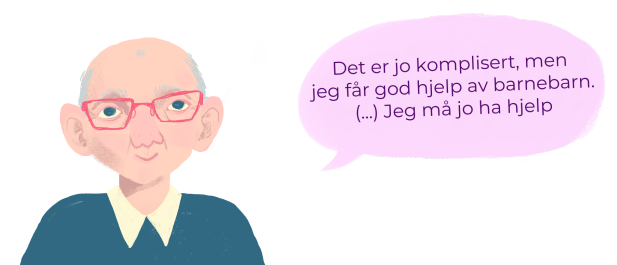 Det er jo komplisert, men
jeg får god hjelp av barnebarn.
(...) Jeg må jo ha hjelp